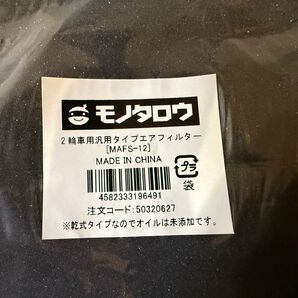 モノタロウ
2輪車用汎用タイプエアフィルター
[MAFS-12]
MADE IN CHINA
プラ
袋
4582333196491
注文コード:50320627
※乾式タイプなのでオイルは未添加です。